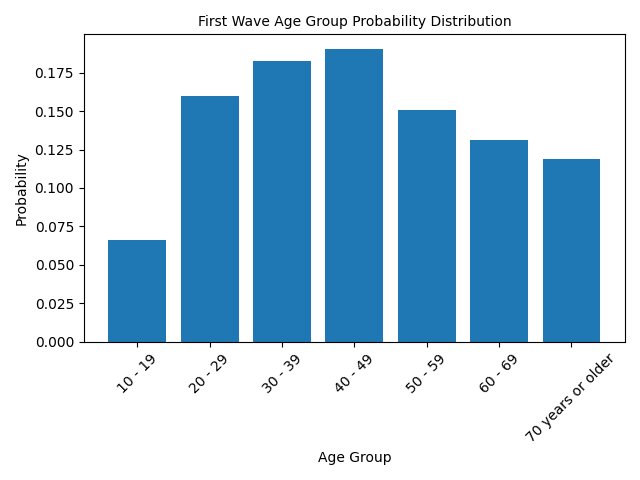 First Wave Age Group Probability Distribution
Probability
0.175
0.150
0.125
0.100
0.075
0.050
0.025
0.000
10 - 19
20 - 29
30 - 39
40 - 49
50 - 59
60 - 69
70 years or older
Age Group